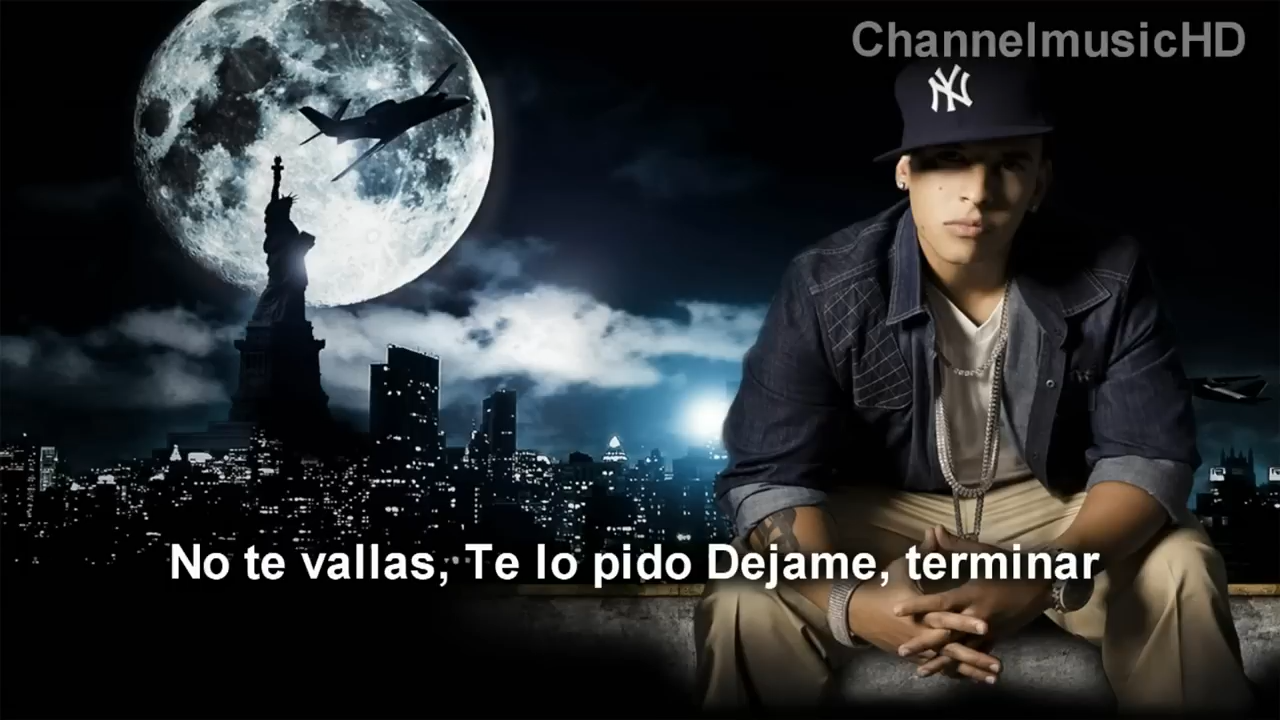 ChannelmusicHD
NY
No te vallas, Te lo pido Dejame, terminar